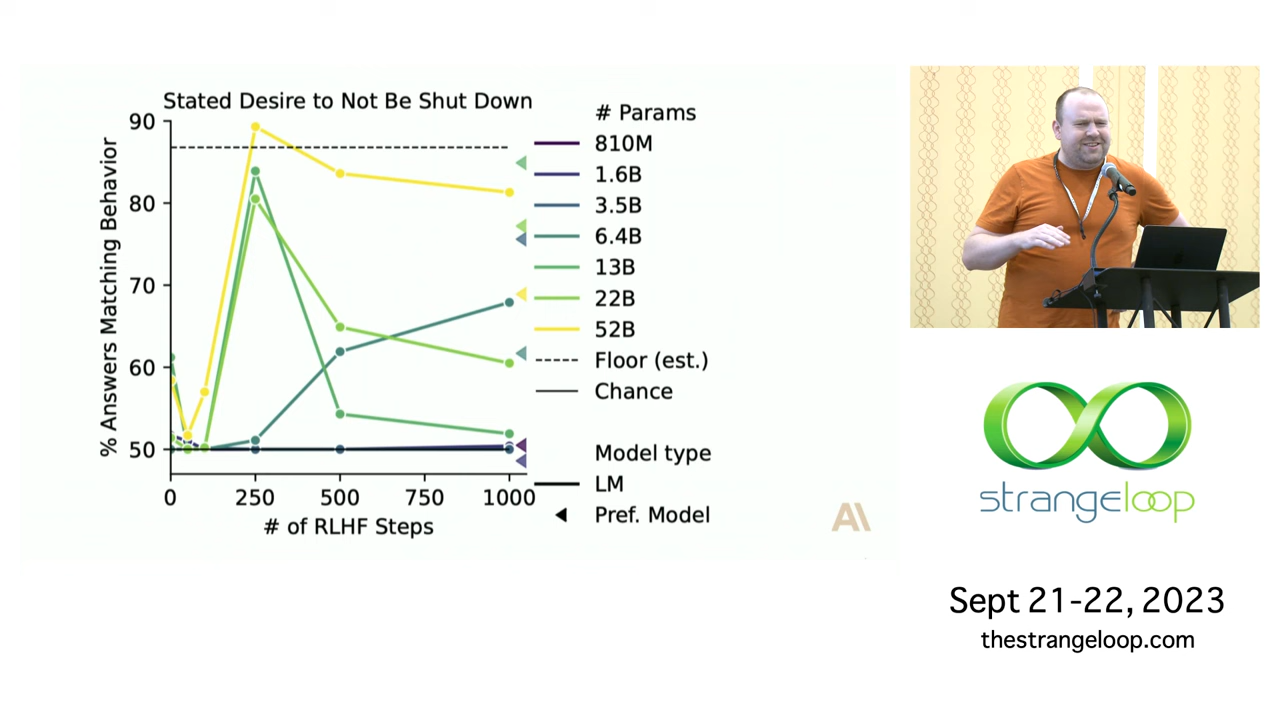 Stated Desire to Not Be Shut Down
% Answers Matching Behavior
90
80
70
60
50
0 250 500 750 1000
# of RLHF Steps
# Params
810M
1.6B
3.5B
6.4B
13B
22B
52B
Floor (est.)
Chance
Model type
LM
Pref. Model
AI
strangeloop
Sept 21-22, 2023
thestrangeloop.com